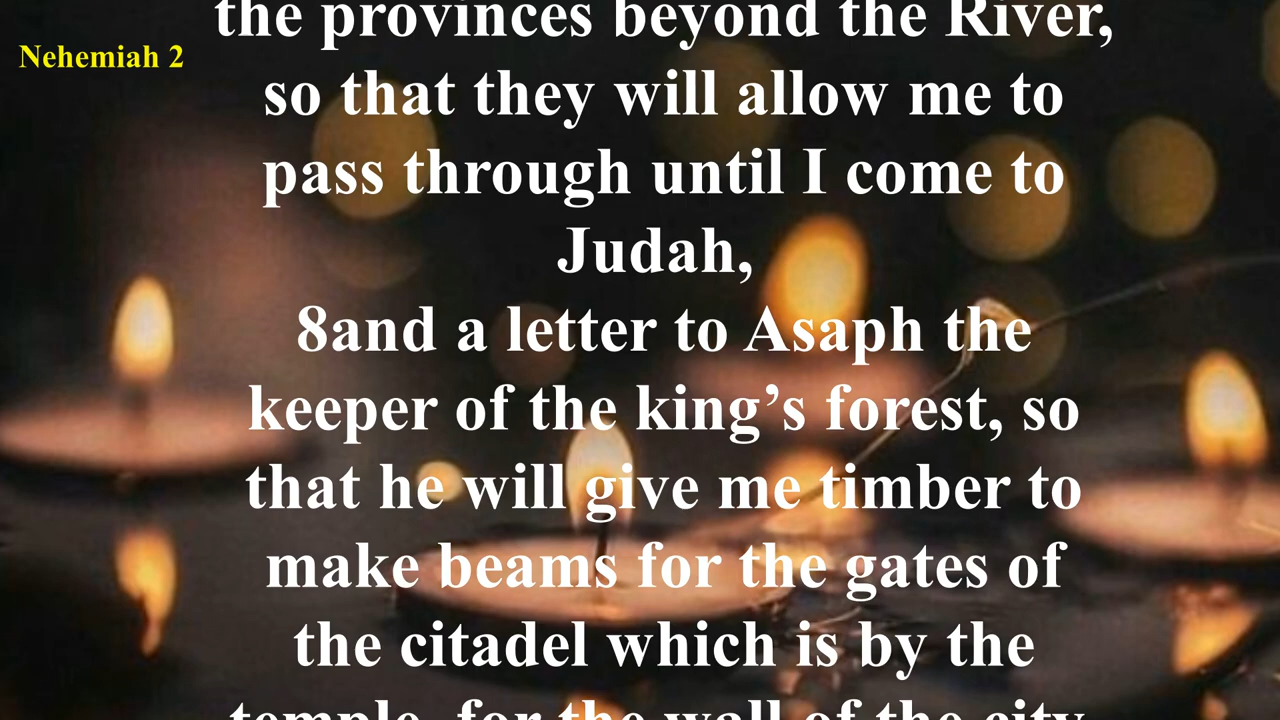 the provinces beyond the River,
Nehemiah 2
so that they will allow me to
pass through until I come to
Judah,
8and a letter to Asaph the
keeper of the king’s forest, so
that he will give me timber to
make beams for the gates of
the citadel which is by the
temple, for the wall of the city,